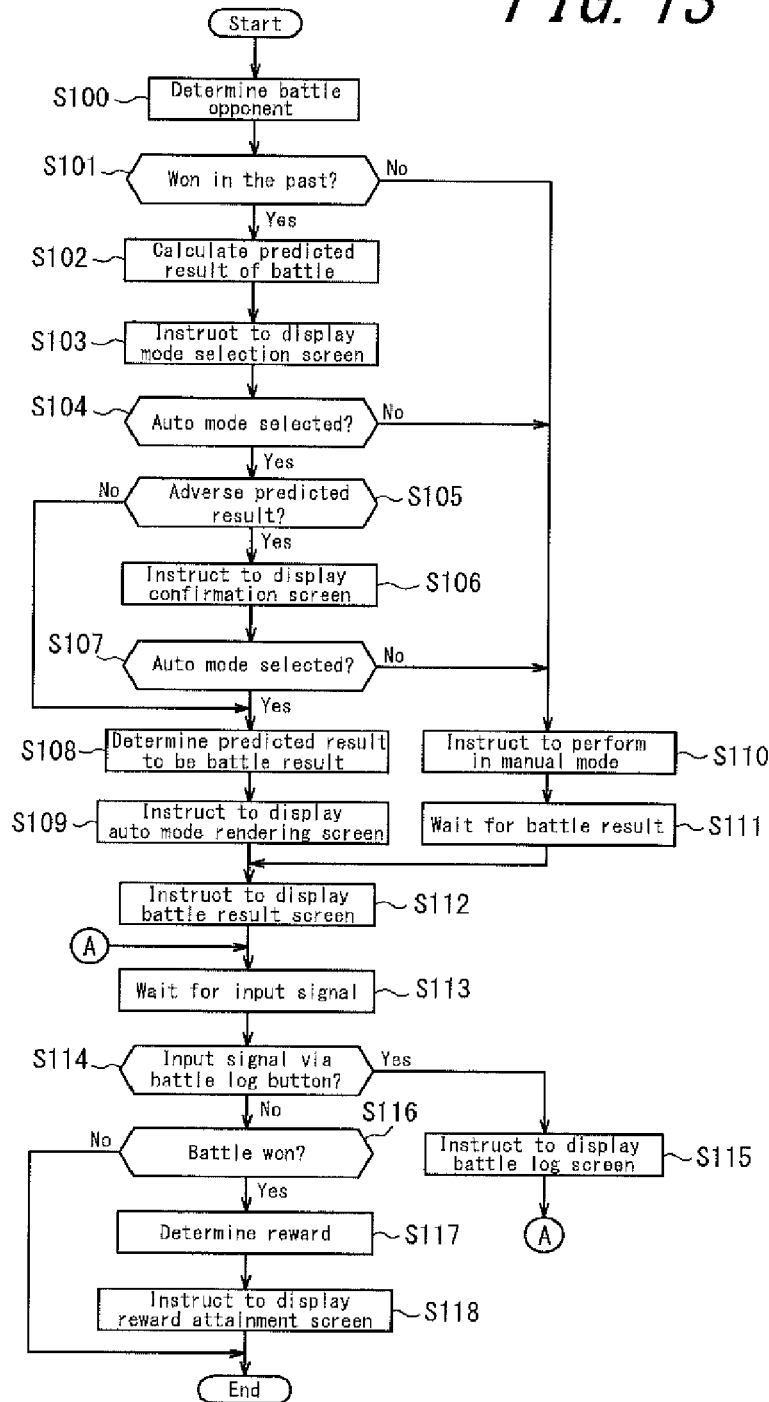 FIG. 13
Start
S100
Determine battle
opponent
S101
Won in the past?
No
Yes
S102
Calculate predicted
result of battle
S103
Instruct to display
mode selection screen
S104
Auto mode selected?
No
Yes
No
Adverse predicted
result?
S105
Yes
Instruct to display
confirmation screen
S106
S107
Auto mode selected?
No
Yes
S108
Determine predicted result
to be battle result
Instruct to perform
in manual mode
S110
S109
Instruct to display
auto mode rendering screen
Wait for battle result
S111
Instruct to display
battle result screen
S112
A
Wait for input signal
S113
S114
Input signal via
battle log button?
Yes
No
S116
No
Battle won?
Instruct to display
battle log screen
S115
Yes
Determine reward
S117
A
Instruct to display
reward attainment screen
S118
End